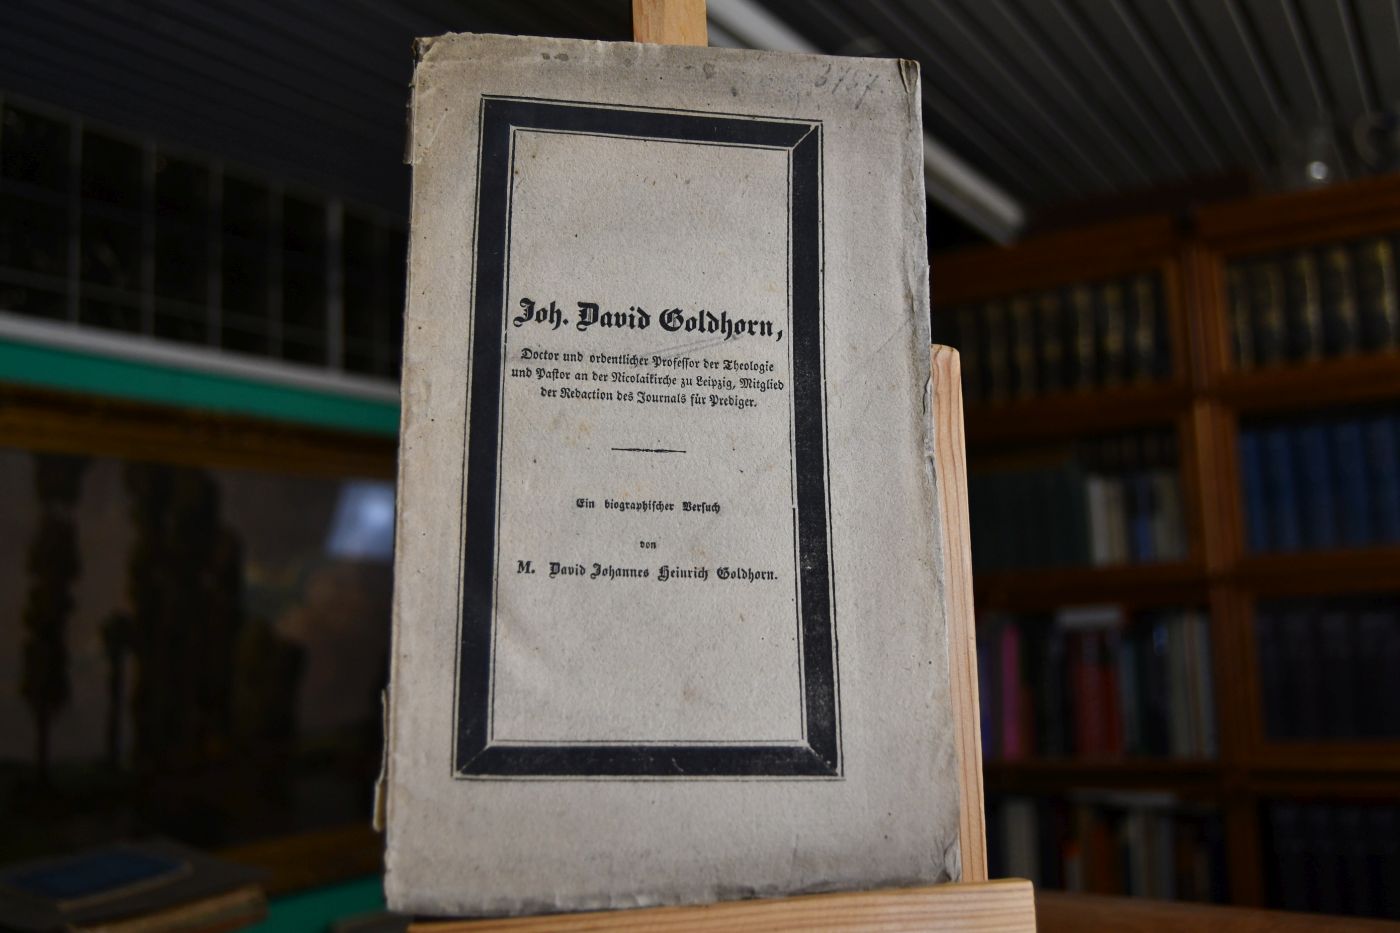 3757
Joh. David Goldhorn,
Doctor und ordentlicher Professor der Theologie
und Pastor an der Nicolaikirche zu Leipzig, Mitglied
der Redaction des Journals für Prediger.
Ein biographischer Versuch
von
M. David Johannes Heinrich Goldhorn.